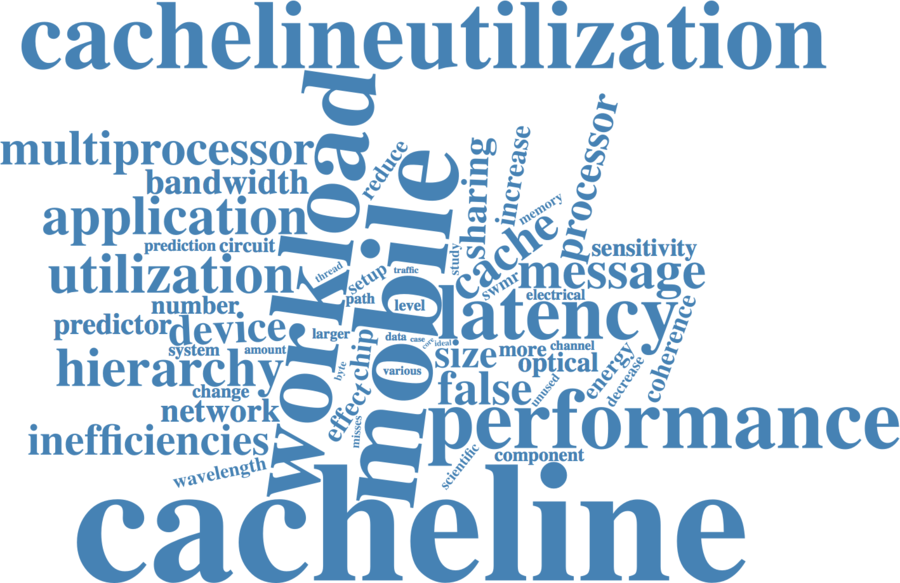 cachelineutilization
workload
multiprocessor
processor
reduce
sharing
increase
mobile
bandwidth
memory
application
cache
prediction
circuit
sensitivity
study
thread
setup
traffic
message
utilization
swmr
electrical
path
level
number
latency
coherence
predictor
device
larger
data
case
core
ideal
system
amount
chip
size
more
channel
optical
hierarchy
byte
various
energy
decrease
change
false
unused
network
effect
performance
misses
inefficiencies
component
wavelength
scientific
cacheline